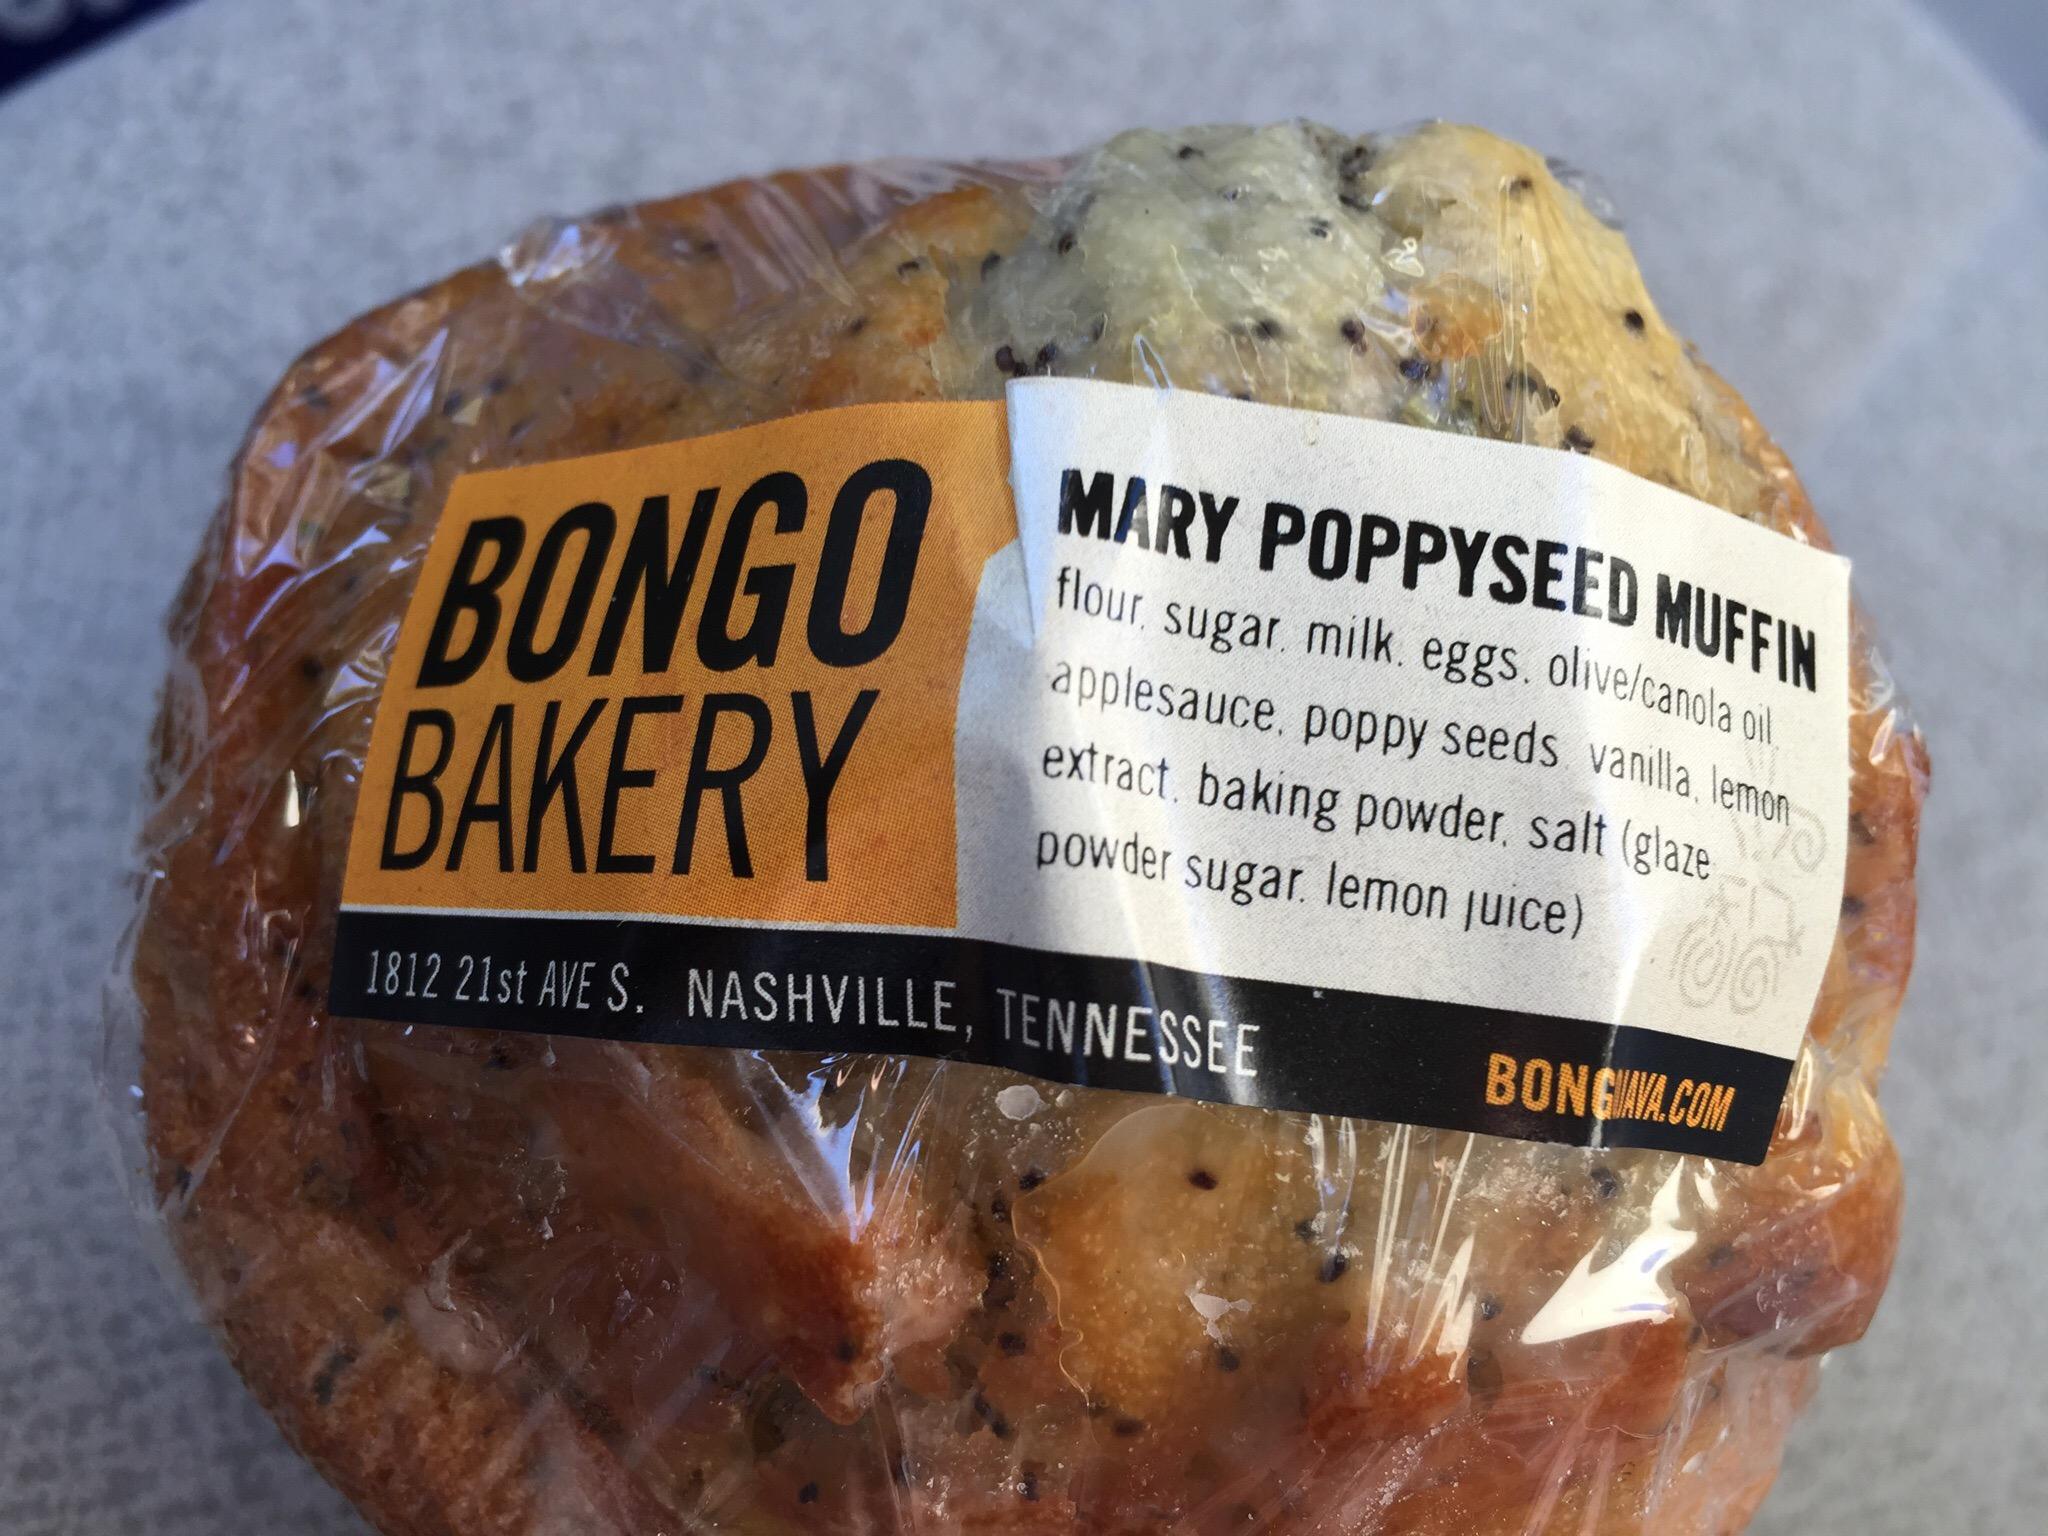 BONGO
BAKERY
MARY POPPYSEED MUFFIN
flour, sugar, milk, eggs, olive/canola oil,
applesauce, poppy seeds, vanilla, lemon
extract, baking powder, salt (glaze
powder sugar, lemon juice)
1812 21st AVE S. NASHVILLE, TENNESSEE